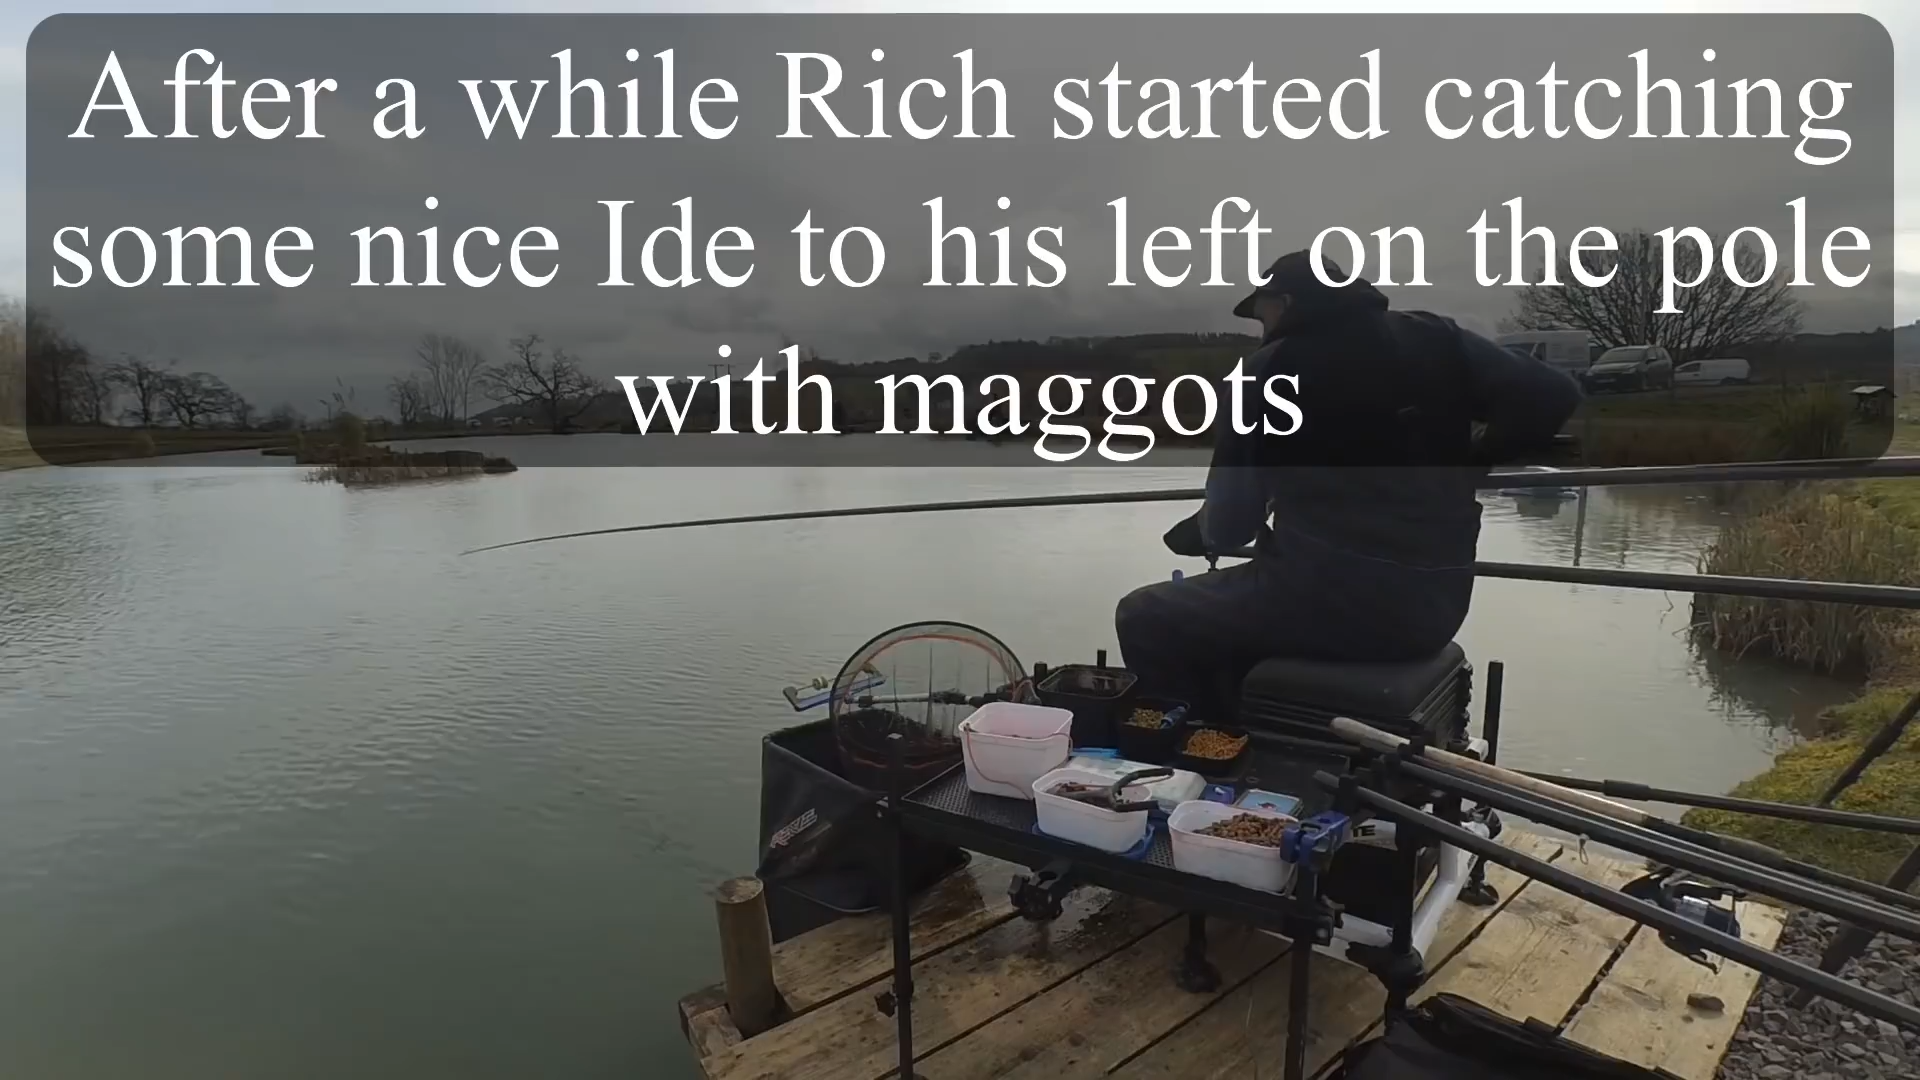 After a while Rich started catching
some nice Ide to his left on the pole
with maggots